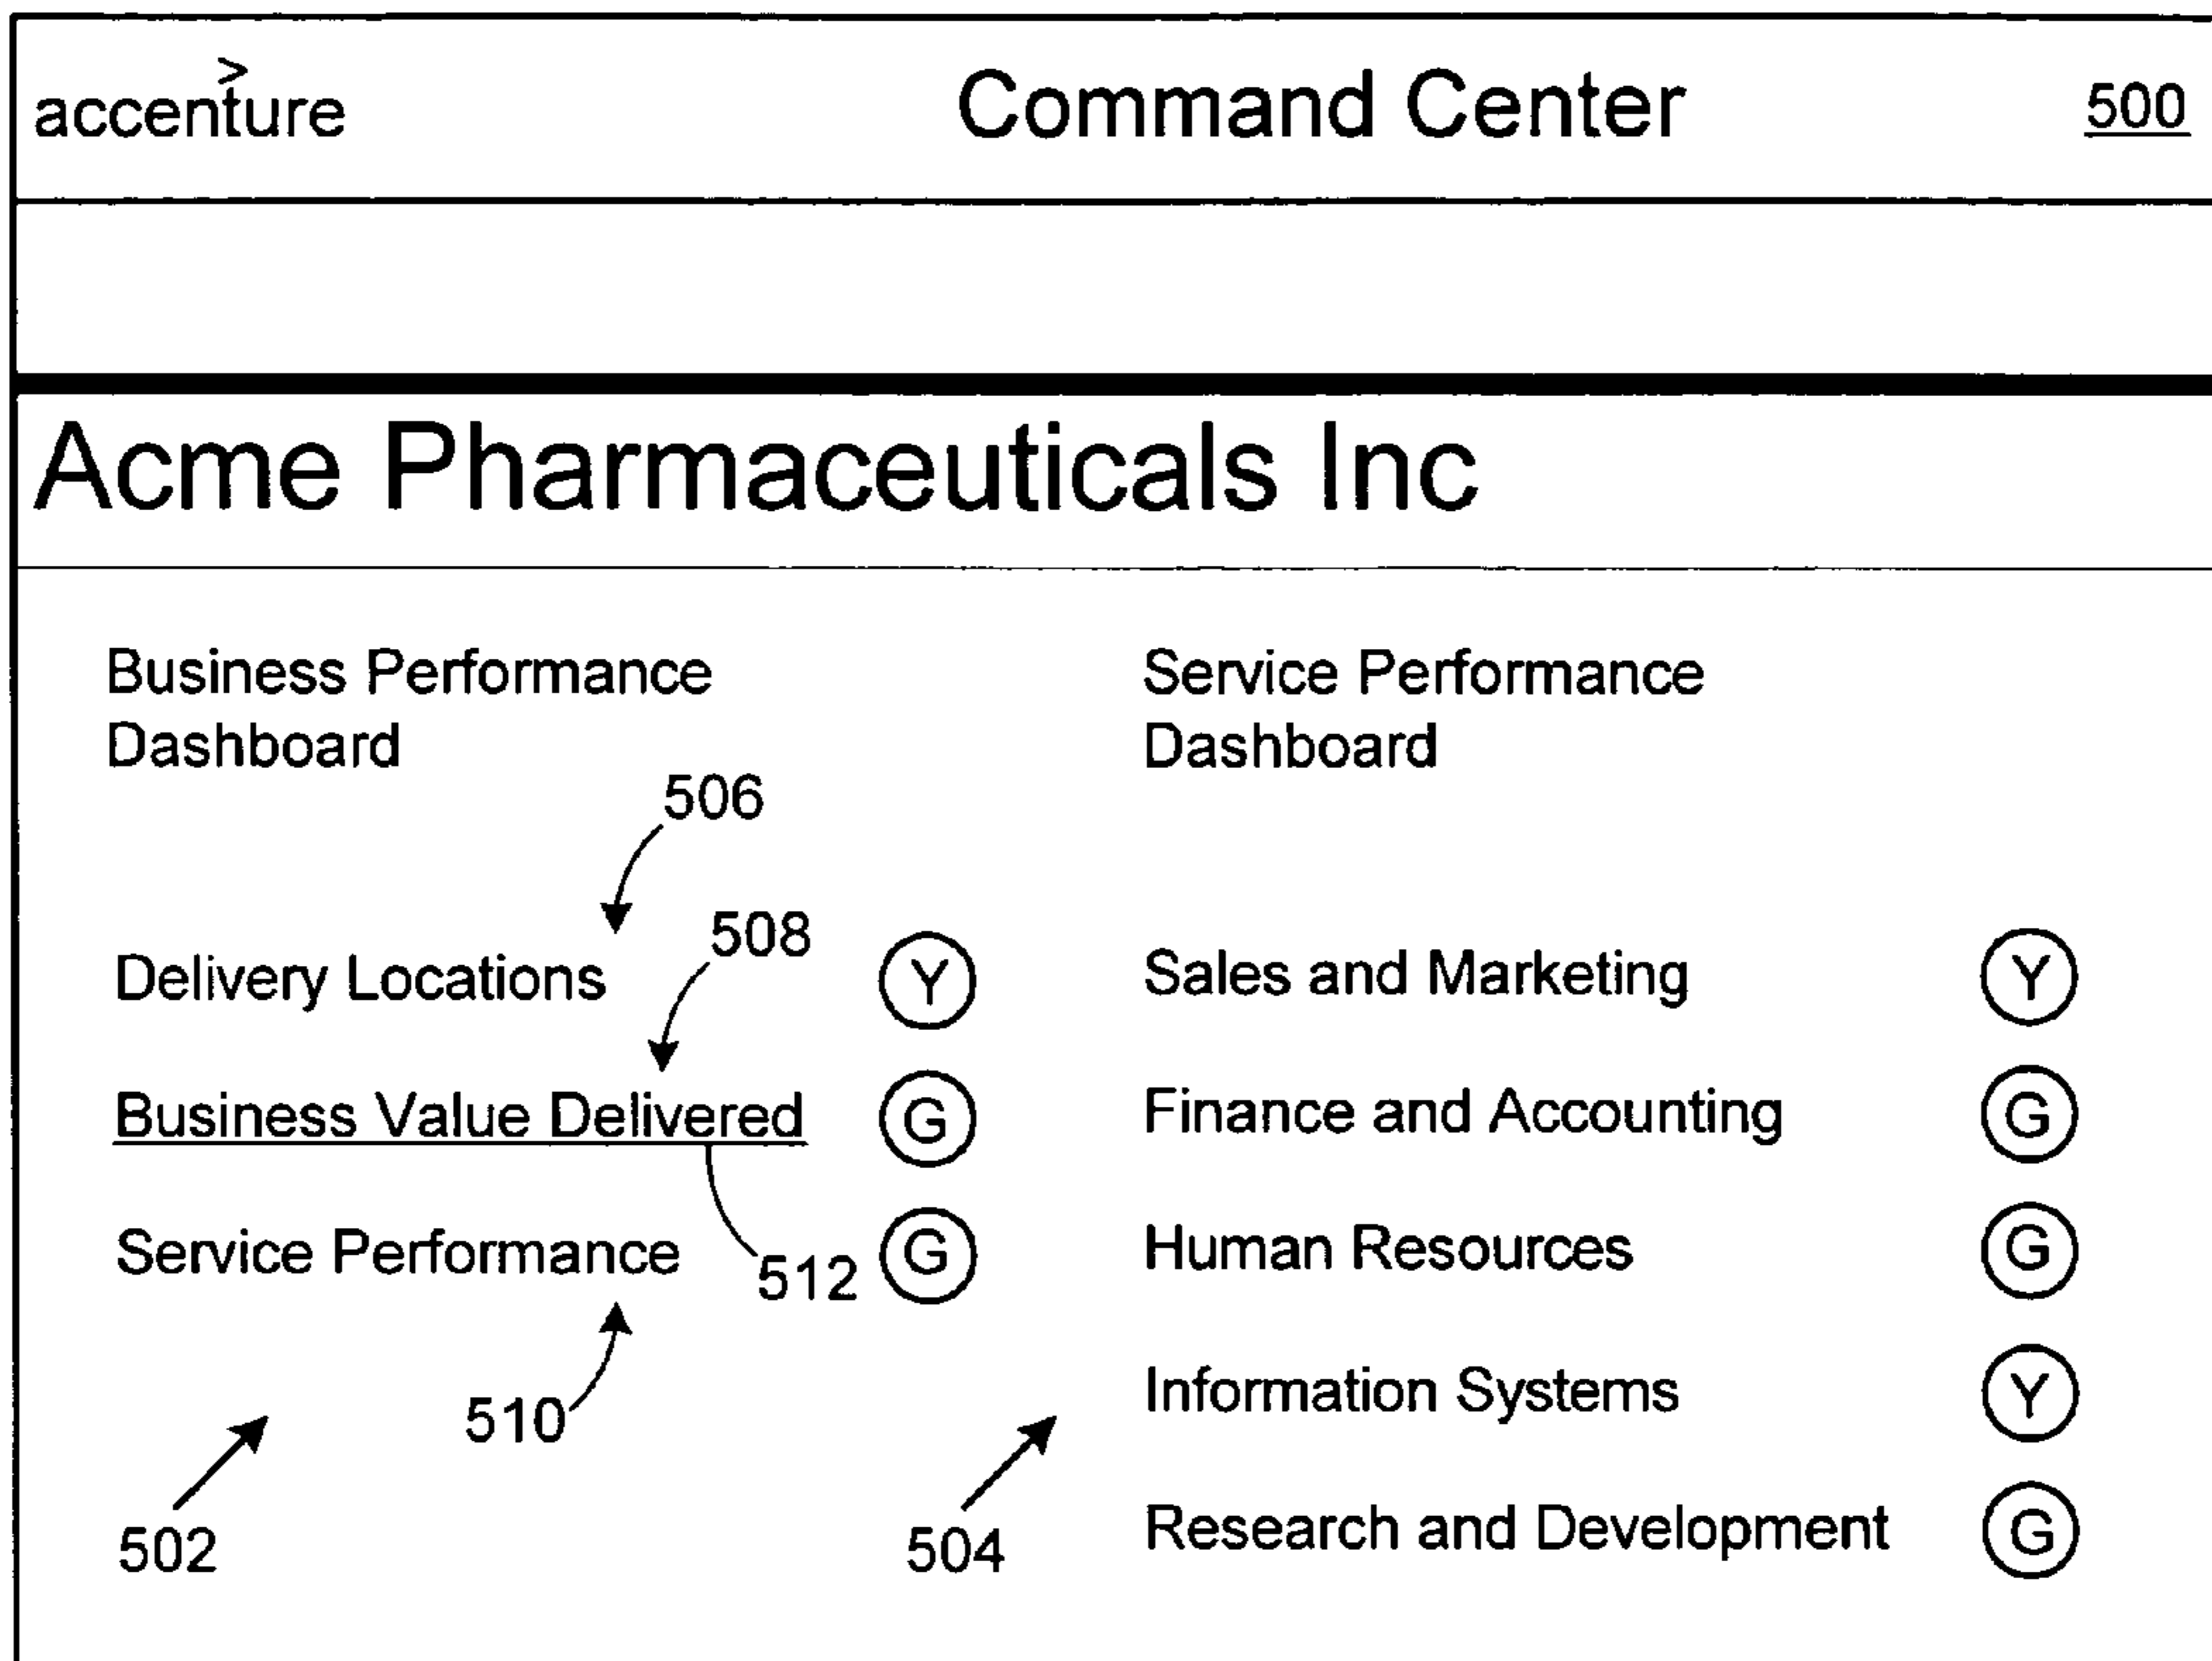 >
accenture Command Center 500
Acme Pharmaceuticals Inc
Business Performance
Dashboard
506
Delivery Locations Y
508
Business Value Delivered G
512
Service Performance G
510
502
Service Performance
Dashboard
Sales and Marketing Y
Finance and Accounting G
Human Resources G
Information Systems Y
Research and Development G
504